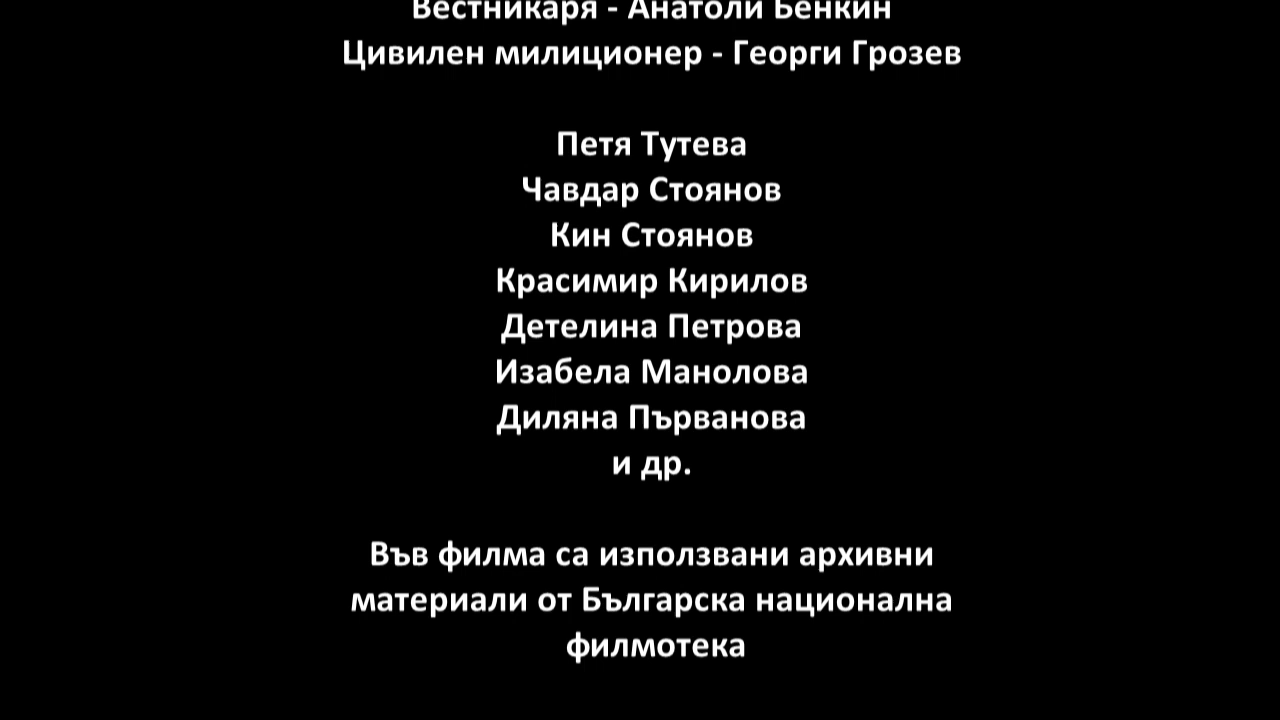 Вестникаря - Анатоли Бенкин
Цивилен милиционер - Георги Грозев
Петя Тутева
Чавдар Стоянов
Кин Стоянов
Красимир Кирилов
Детелина Петрова
Изабела Манолова
Диляна Първанова
и др.
Във филма са използвани архивни
материали от Българска национална
филмотека